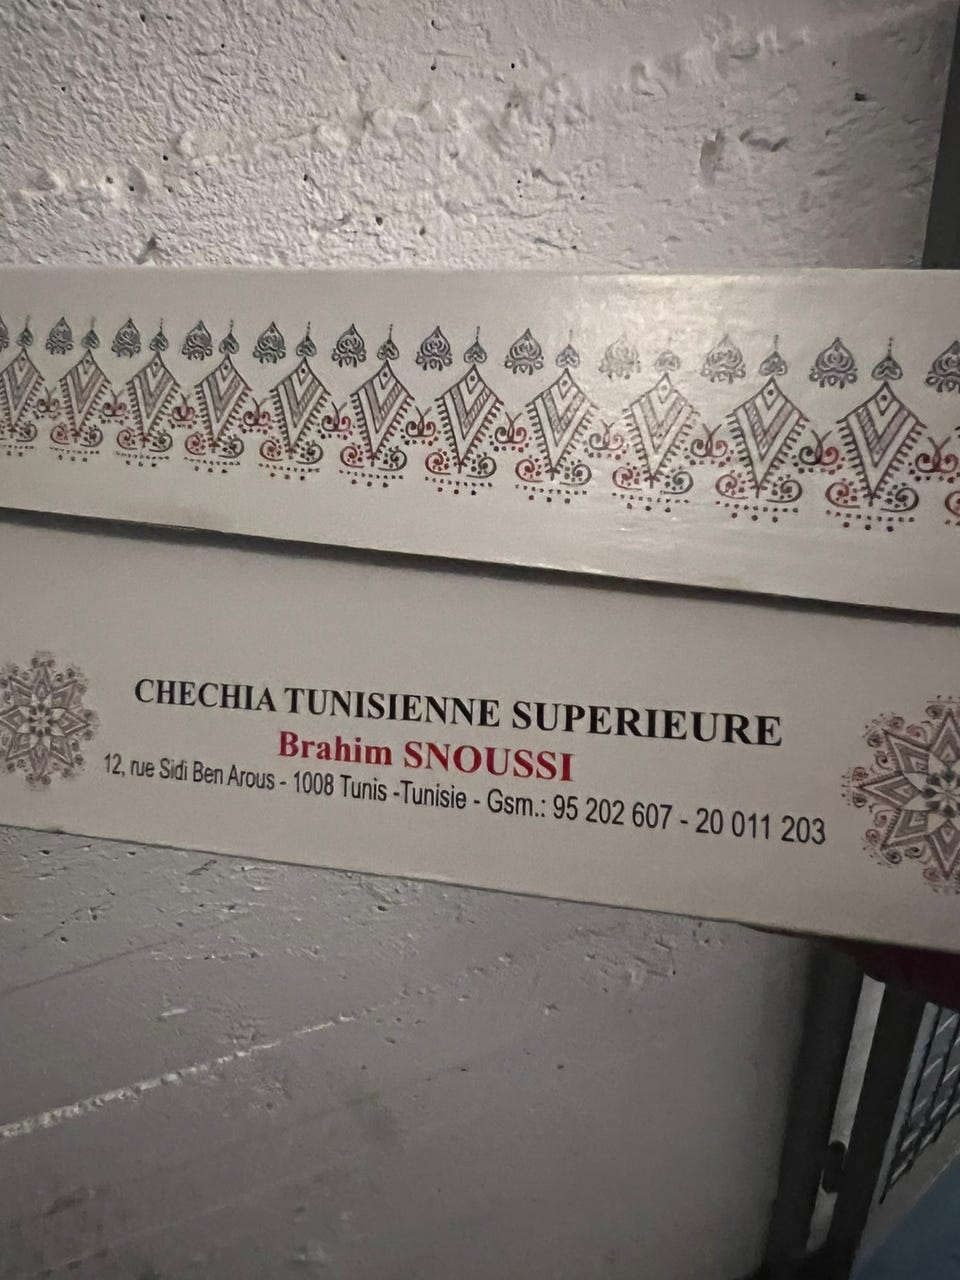 CHECHIA TUNISIENNE SUPERIEURE
Brahim SNOUSSI
12, rue Sidi Ben Arous - 1008 Tunis -Tunisie - Gsm.: 95 202 607 - 20 011 203